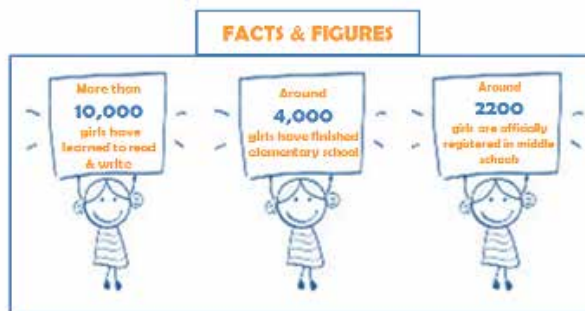 FACTS & FIGURES
More than
10,000
girls have
learned to read
& write
Around
4,000
girls have finished
elementary school
Around
2200
girls are officially
registered in middle
schools